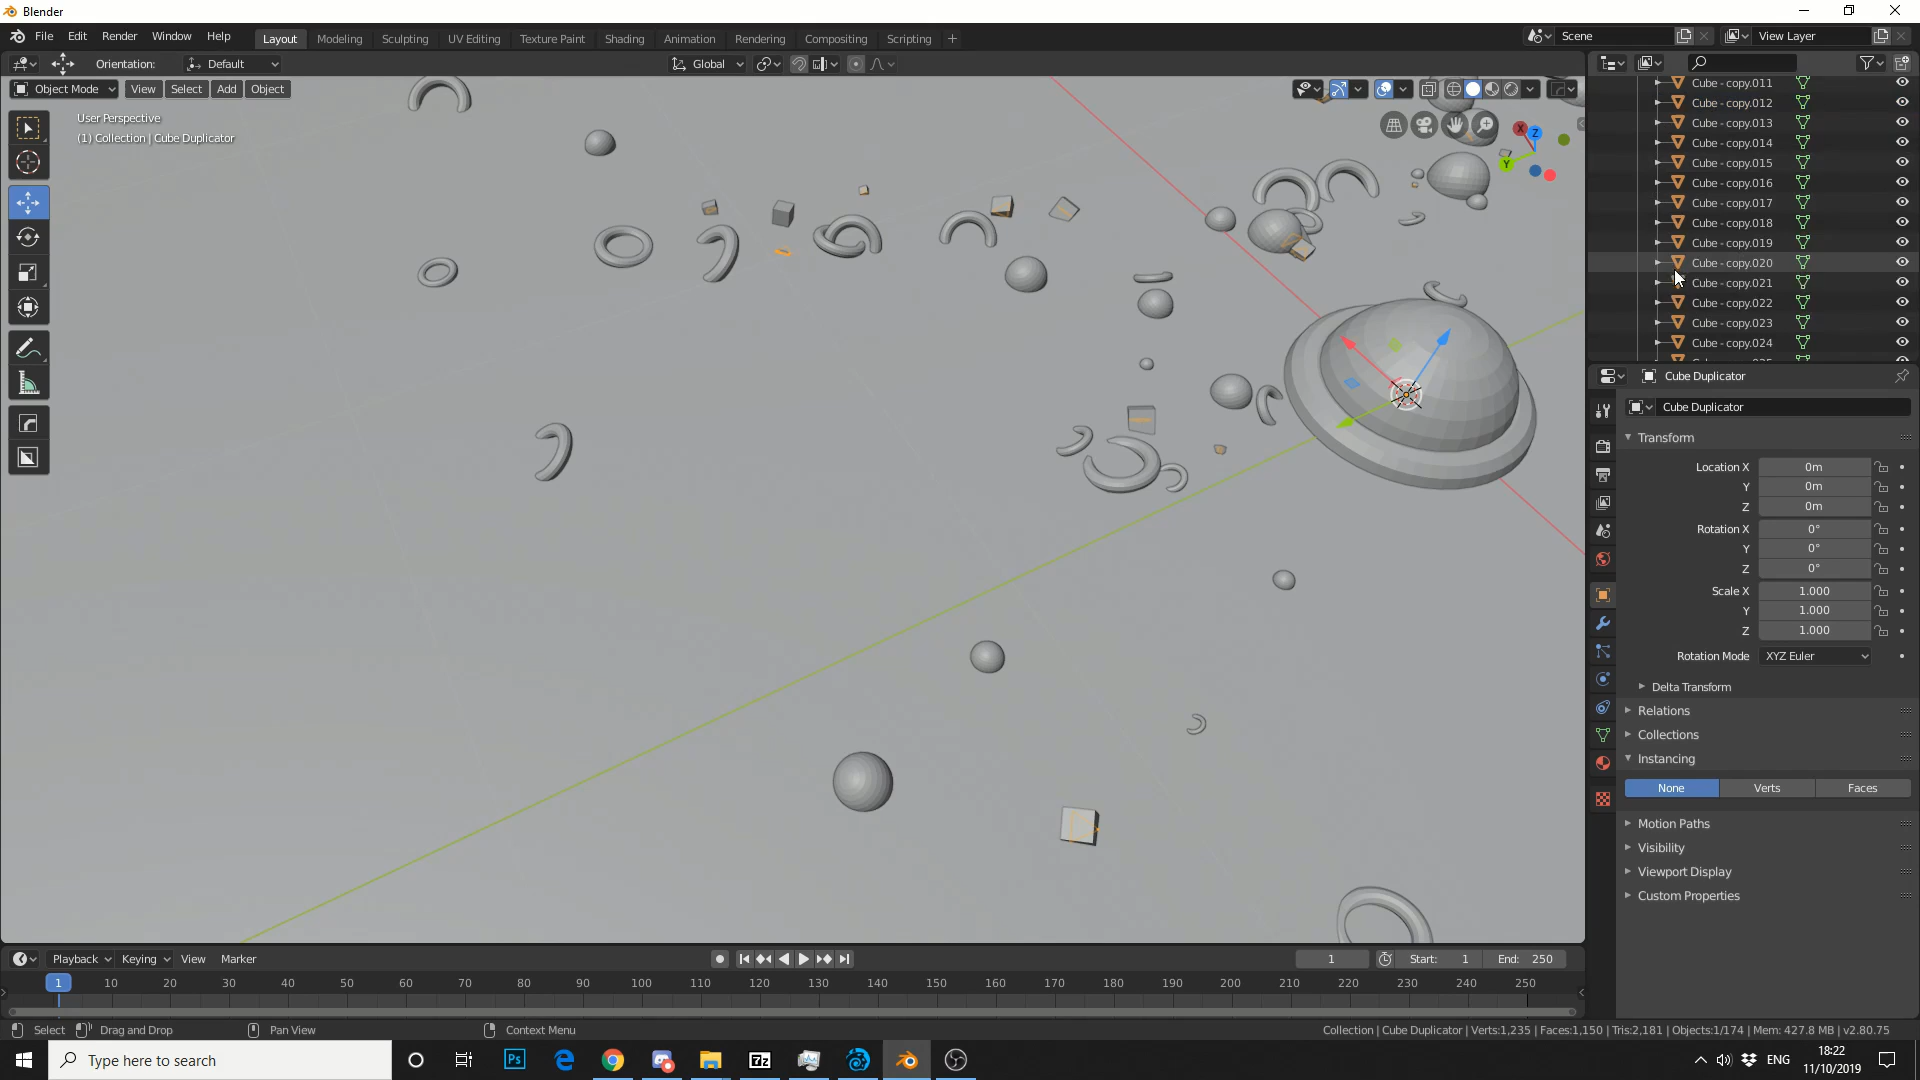 Blender
File Edit Render Window Help Layout Modeling Sculpting UV Editing Texture Paint Shading Animation Rendering Compositing Scripting + Scene View Layer
Orientation: Default Global
Object Mode View Select Add Object
User Perspective
(1) Collection | Cube Duplicator
X Z Y
Cube - copy.011
Cube - copy.012
Cube - copy.013
Cube - copy.014
Cube - copy.015
Cube - copy.016
Cube - copy.017
Cube - copy.018
Cube - copy.019
Cube - copy.020
Cube - copy.021
Cube - copy.022
Cube - copy.023
Cube - copy.024
Cube Duplicator
Cube Duplicator
Transform
Location X 0m
Y 0m
Z 0m
Rotation X 0°
Y 0°
Z 0°
Scale X 1.000
Y 1.000
Z 1.000
Rotation Mode XYZ Euler
Delta Transform
Relations
Collections
Instancing
None Verts Faces
Motion Paths
Visibility
Viewport Display
Custom Properties
Playback Keying View Marker 1 Start: 1 End: 250
1 10 20 30 40 50 60 70 80 90 100 110 120 130 140 150 160 170 180 190 200 210 220 230 240 250
Select Drag and Drop Pan View Context Menu Collection | Cube Duplicator | Verts:1,235 | Faces:1,150 | Tris:2,181 | Objects:1/174 | Mem: 427.8 MB | v2.80.75
Type here to search Ps 7z ENG 18:22
11/10/2019